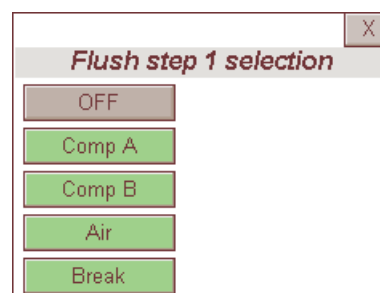 X
Flush step 1 selection
OFF
Comp A
Comp B
Air
Break